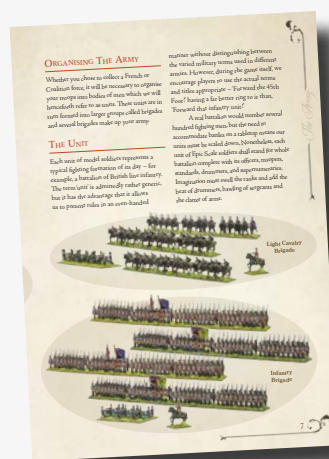 ORGANISING THE ARMY
Whether you chose to collect a French or
Coalition force, it will be necessary to organise
your troops into bodies of men which we will
henceforth refer to as units. These units are in
turn formed into larger groups called brigades
and several brigades make up your army.
THE UNIT
Each unit of model soldiers represents a
typical fighting formation of its day – for
example, a battalion of British line infantry.
The term 'unit' is admittedly rather generic,
but it has the advantage that it allows
us to present rules in an even-handed
manner without distinguishing between
the varied military terms used in different
armies. However, during the game itself, we
encourage players to use the actual terms
and titles appropriate – 'Forward the 45th
Foot!' having a far better ring to it than,
'Forward that infantry unit!'
A real battalion would number several
hundred fighting men, but the need to
accommodate battles on a tabletop means our
units must be scaled down. Nonetheless, each
unit of Epic Scale soldiers shall stand for whole
battalion complete with its officers, troopers,
standards, drummers, and supernumeraries.
Imagination must swell the ranks and add the
beat of drummers, bawling of sergeants and
the clamor of arms.
Light Cavalry
Brigade
Infantry
Brigade
7
The Army